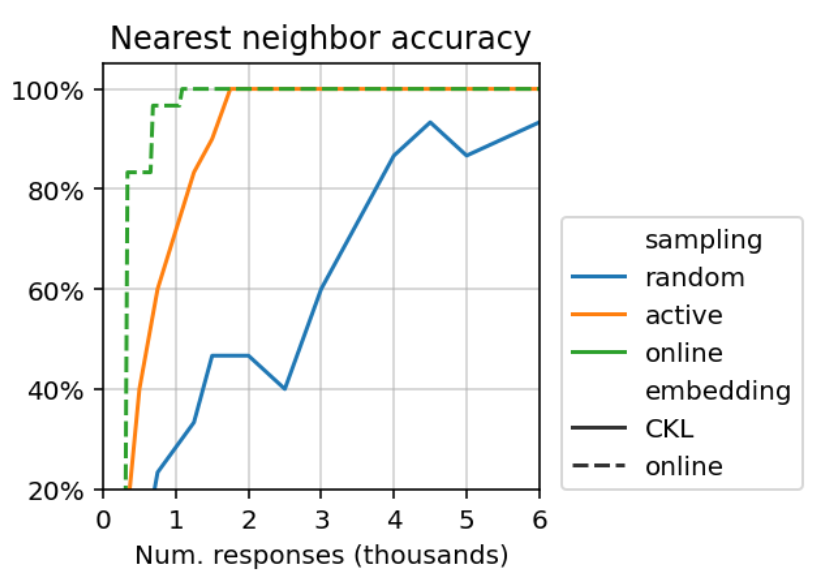 Nearest neighbor accuracy
100%
80%
60%
40%
20%
0 1 2 3 4 5 6
Num. responses (thousands)
sampling
random
active
online
embedding
CKL
online